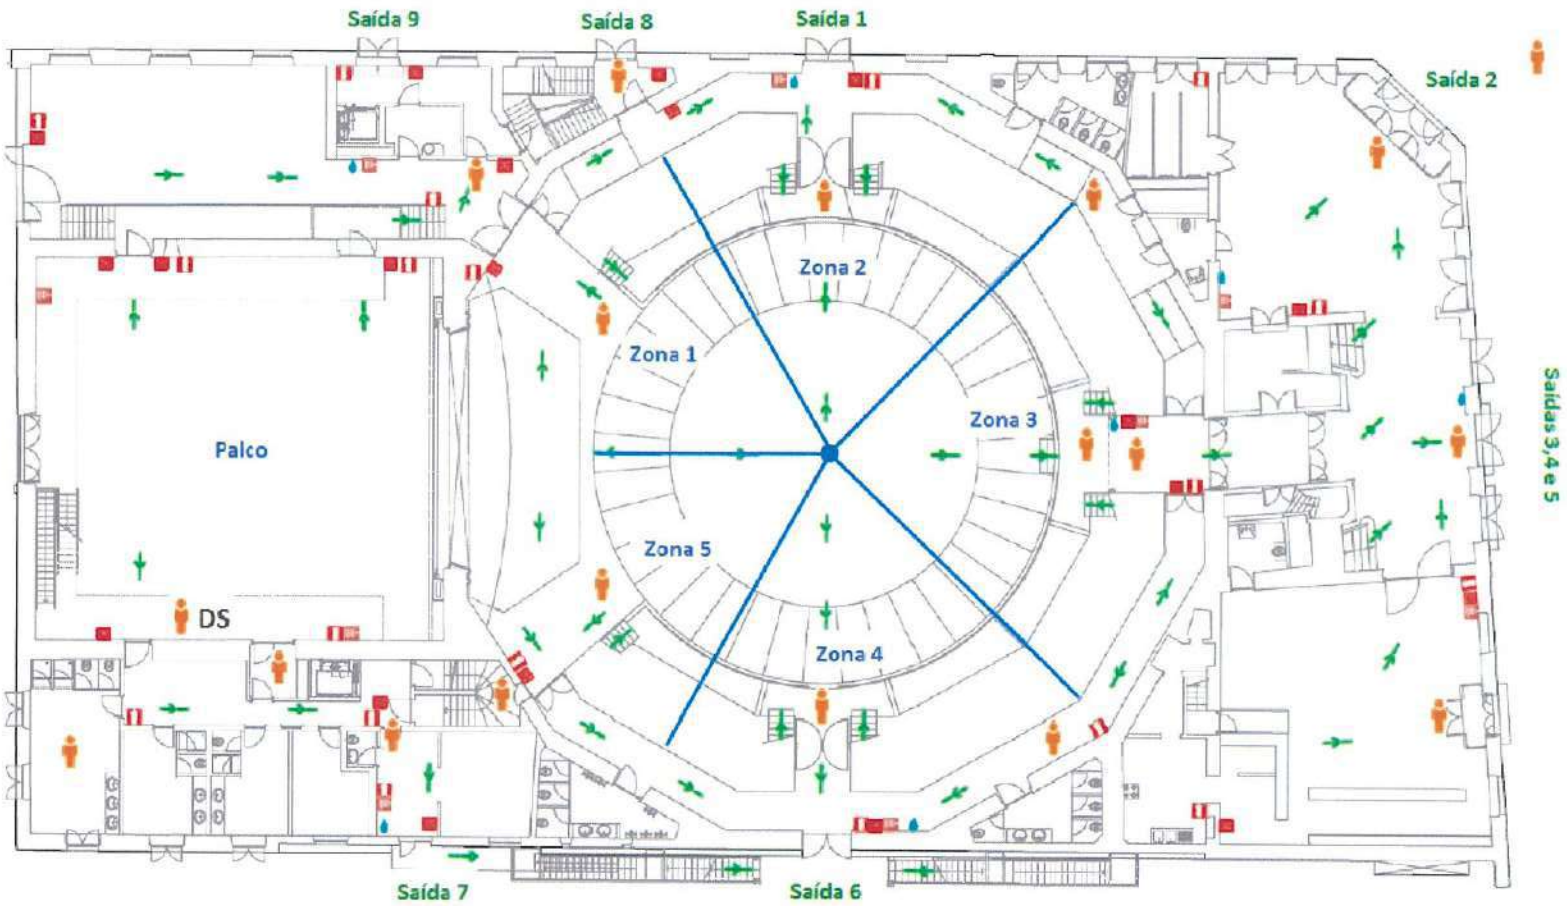 Saída 9
Saída 8
Saída 1
Saída 2
Zona 2
Zona 1
Zona 3
Palco
Saídas 3,4 e 5
Zona 5
DS
Zona 4
Saída 7
Saída 6